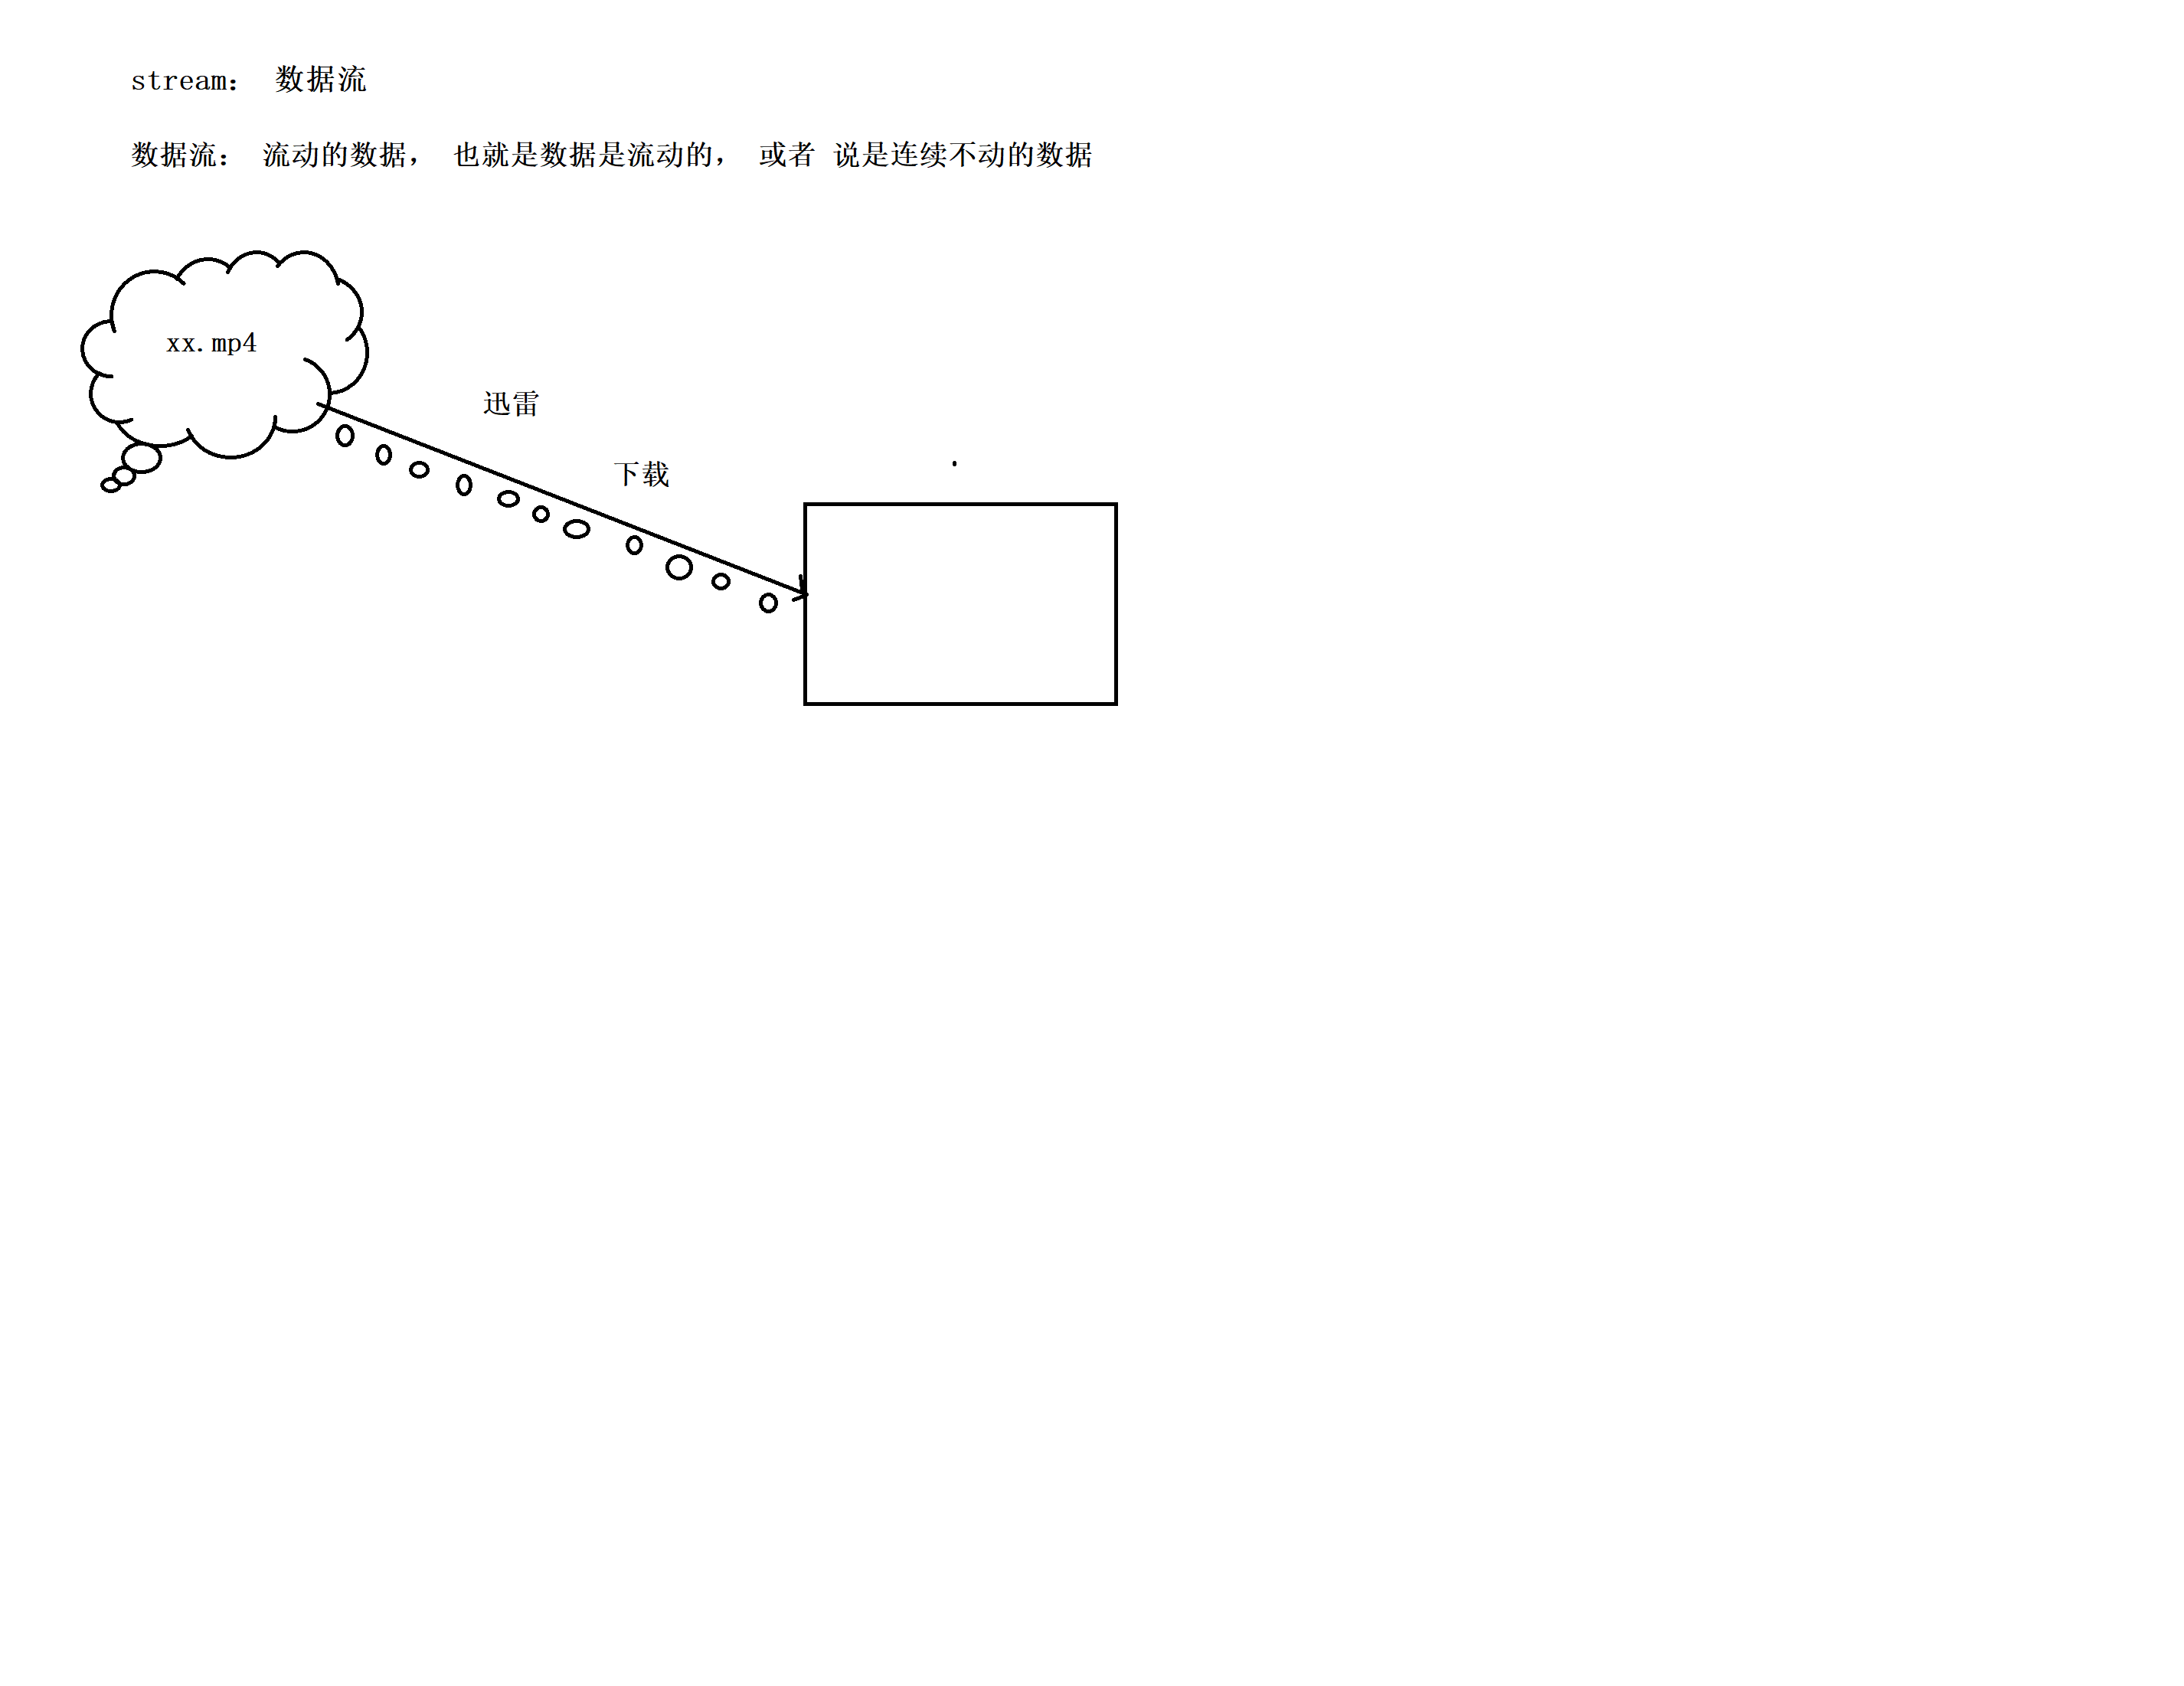 stream： 数据流
数据流： 流动的数据， 也就是数据是流动的， 或者 说是连续不动的数据
xx.mp4
迅雷
下载